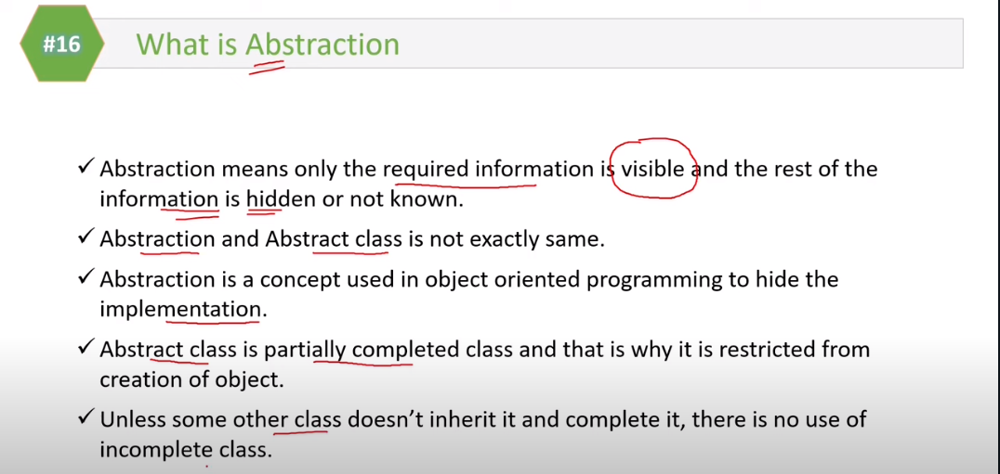 #16
What is Abstraction
✓ Abstraction means only the required information is visible and the rest of the
information is hidden or not known.
✓ Abstraction and Abstract class is not exactly same.
✓ Abstraction is a concept used in object oriented programming to hide the
implementation.
✓ Abstract class is partially completed class and that is why it is restricted from
creation of object.
✓ Unless some other class doesn’t inherit it and complete it, there is no use of
incomplete class.